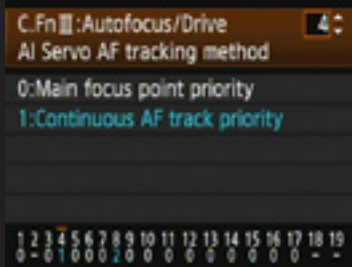 C.Fn III :Autofocus/Drive 4
AI Servo AF tracking method
0:Main focus point priority
1:Continuous AF track priority
1 2 3 4 5 6 7 8 9 10 11 12 13 14 15 16 17 18 19
0 - 0 1 0 0 0 2 0 0 0 0 0 0 0 0 0 - -